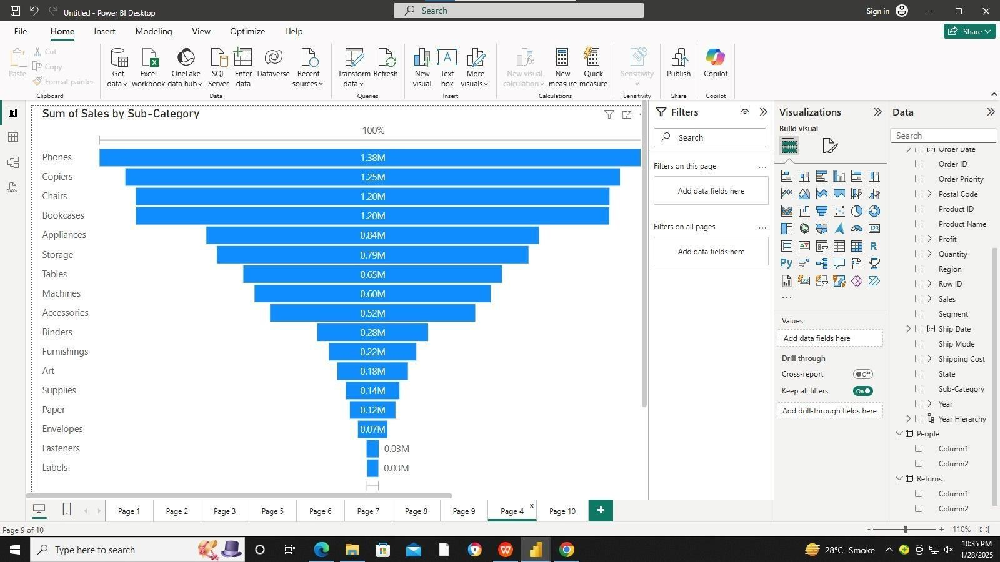 Untitled - Power BI Desktop
Search
Sign in
File
Home
Insert
Modeling
View
Optimize
Help
Share
Paste
Cut
Copy
Format painter
Clipboard
Get data
Excel workbook
OneLake data hub
SQL Server
Enter data
Dataverse
Recent sources
Data
Transform data
Refresh
Queries
New visual
Text box
More visuals
Insert
New visual calculation
New measure
Quick measure
Calculations
Sensitivity
Sensitivity
Publish
Share
Copilot
Copilot
Sum of Sales by Sub-Category
100%
Phones 1.38M
Copiers 1.25M
Chairs 1.20M
Bookcases 1.20M
Appliances 0.84M
Storage 0.79M
Tables 0.65M
Machines 0.60M
Accessories 0.52M
Binders 0.28M
Furnishings 0.22M
Art 0.18M
Supplies 0.14M
Paper 0.12M
Envelopes 0.07M
Fasteners 0.03M
Labels 0.03M
Filters
Search
Filters on this page
Add data fields here
Filters on all pages
Add data fields here
Visualizations
Build visual
123
R
Py
Values
Add data fields here
Drill through
Cross-report
Off
Keep all filters
On
Add drill-through fields here
Data
Search
Order Date
Order ID
Order Priority
Postal Code
Product ID
Product Name
Profit
Quantity
Region
Row ID
Sales
Segment
Ship Date
Ship Mode
Shipping Cost
State
Sub-Category
Year
Year Hierarchy
People
Column1
Column2
Returns
Column1
Column2
Page 1
Page 2
Page 3
Page 5
Page 6
Page 7
Page 8
Page 9
Page 4
Page 10
Page 9 of 10
110%
Type here to search
28°C Smoke
10:35 PM
1/28/2025